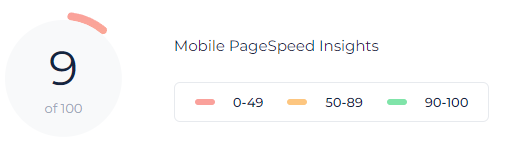 9
of 100
Mobile PageSpeed Insights
0-49 50-89 90-100